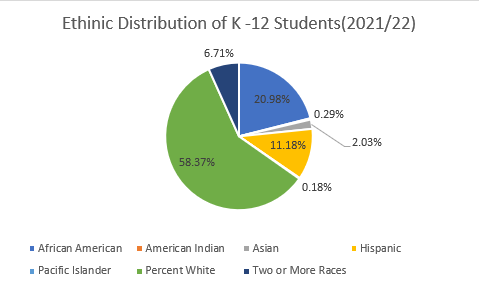 Ethinic Distribution of K -12 Students(2021/22)
6.71%
20.98%
0.29%
2.03%
11.18%
58.37%
0.18%
African American
American Indian
Asian
Hispanic
Pacific Islander
Percent White
Two or More Races